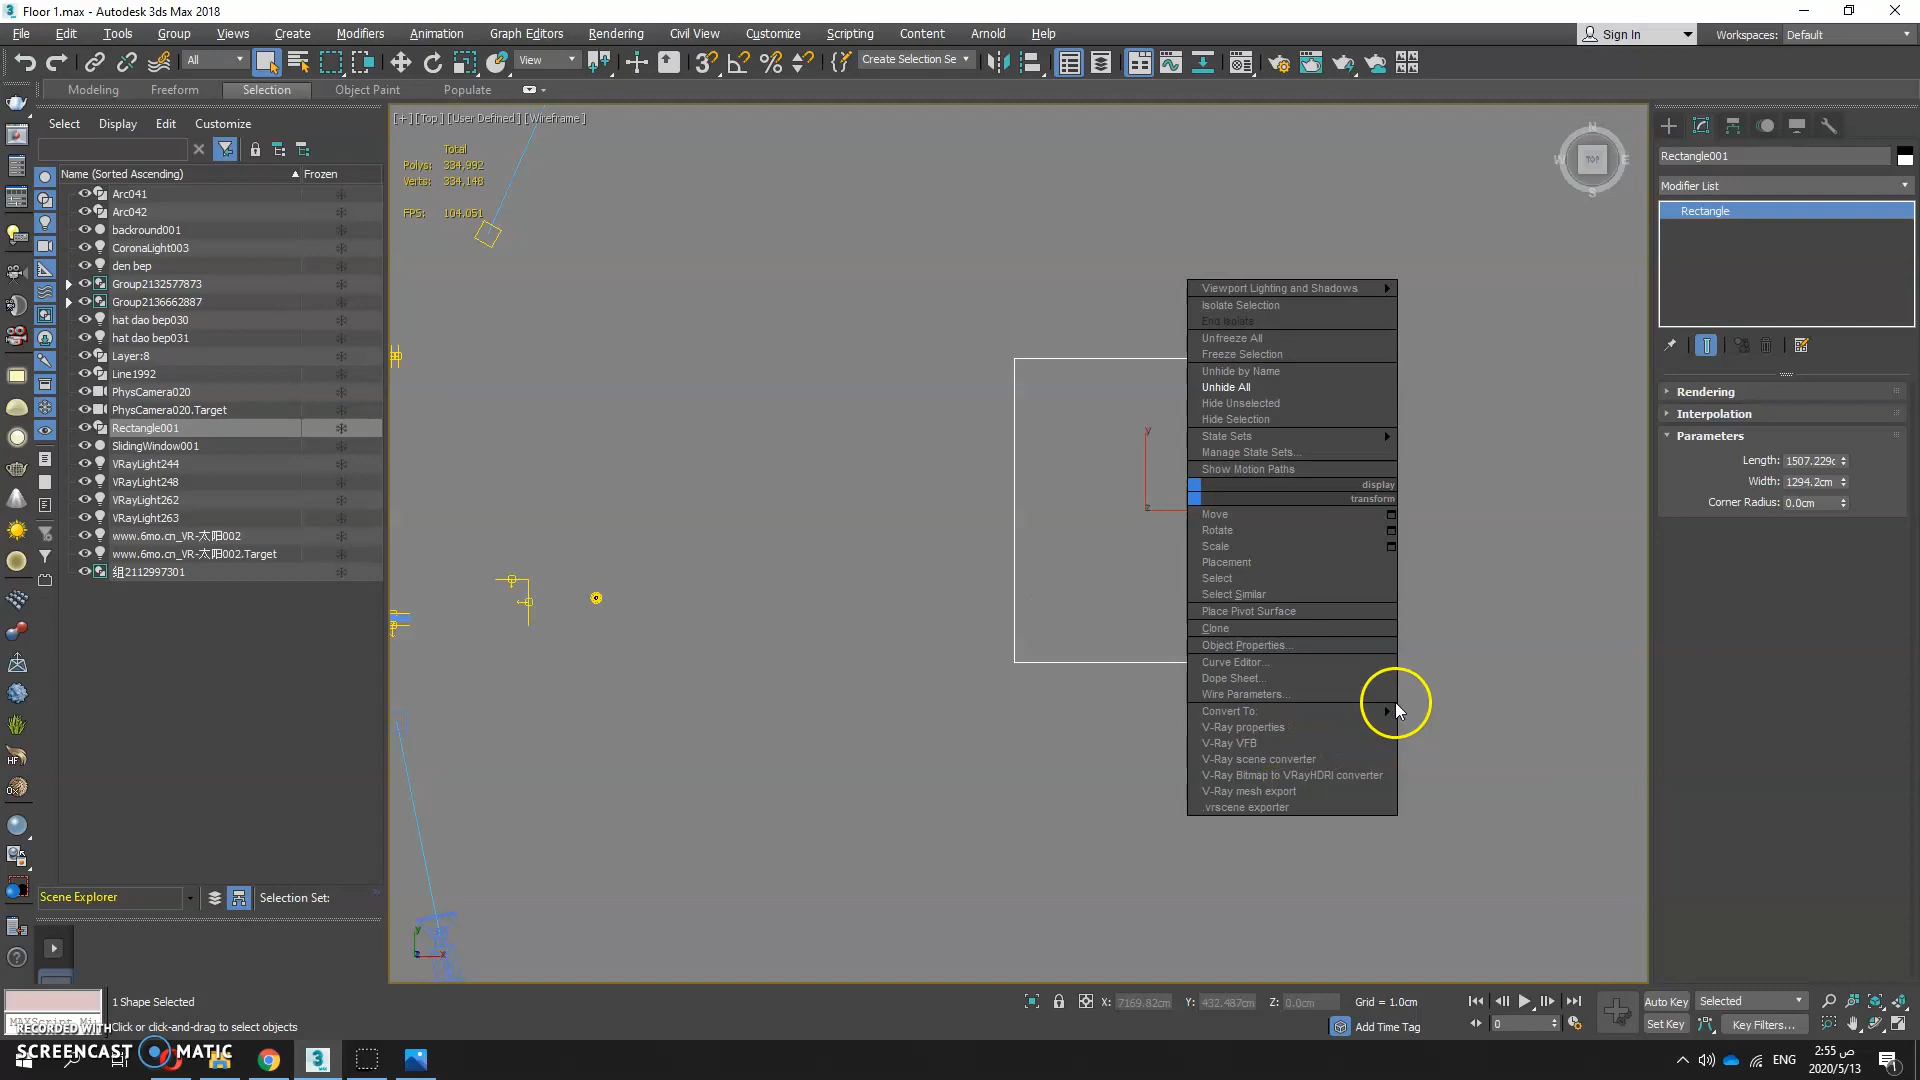 Floor 1.max - Autodesk 3ds Max 2018
File Edit Tools Group Views Create Modifiers Animation Graph Editors Rendering Civil View Customize Scripting Content Arnold Help
Sign In Workspaces: Default
All View Create Selection Se
Modeling Freeform Selection Object Paint Populate
Select Display Edit Customize
[+] [Top] [User Defined] [Wireframe]
Name (Sorted Ascending) Frozen
Arc041
Arc042
backround001
CoronaLight003
den bep
Group2132577873
Group2136662887
hat dao bep030
hat dao bep031
Layer:8
Line1992
PhysCamera020
PhysCamera020.Target
Rectangle001
SlidingWindow001
VRayLight244
VRayLight248
VRayLight262
VRayLight263
www.6mo.cn_VR-太阳002
www.6mo.cn_VR-太阳002.Target
组2112997301
Scene Explorer Selection Set:
Total
Polys: 334,992
Verts: 334,148
FPS: 104.051
y
z
Viewport Lighting and Shadows
Isolate Selection
End Isolate
Unfreeze All
Freeze Selection
Unhide by Name
Unhide All
Hide Unselected
Hide Selection
State Sets
Manage State Sets...
Show Motion Paths
display
transform
Move
Rotate
Scale
Placement
Select
Select Similar
Place Pivot Surface
Clone
Object Properties...
Curve Editor...
Dope Sheet...
Wire Parameters...
Convert To:
V-Ray properties
V-Ray VFB
V-Ray scene converter
V-Ray Bitmap to VRayHDRI converter
V-Ray mesh export
.vrscene exporter
N
W TOP E
S
Rectangle001
Modifier List
Rectangle
Rendering
Interpolation
Parameters
Length: 1507.229c
Width: 1294.2cm
Corner Radius: 0.0cm
y
z x
1 Shape Selected
Click or click-and-drag to select objects
MAXScript Mi
X: 7169.82cm Y: 432.487cm Z: 0.0cm Grid = 1.0cm
Add Time Tag
0
Auto Key Selected
Set Key Key Filters...
RECORDED WITH
SCREENCAST MATIC
HF
3 MAX
ENG
2:55 ص
2020/5/13
1